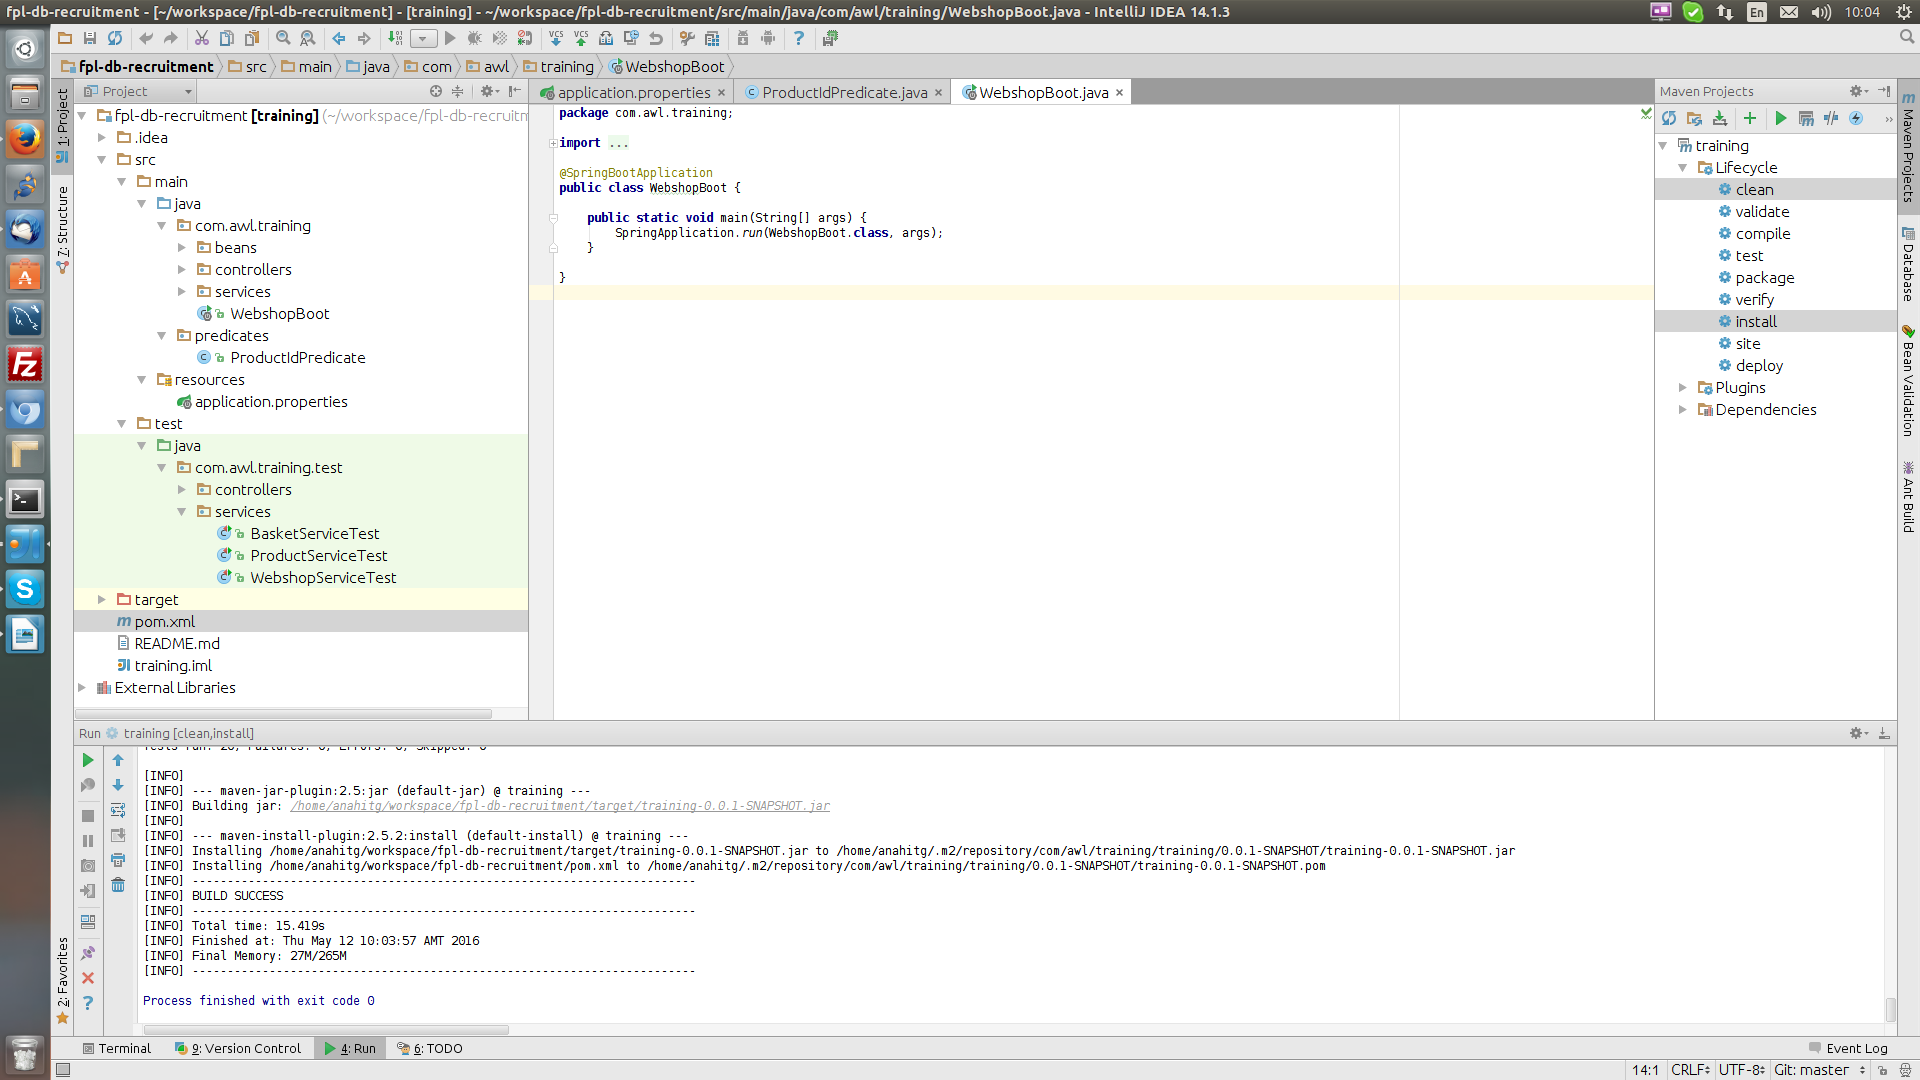 fpl-db-recruitment - [~/workspace/fpl-db-recruitment] - [training] - ~/workspace/fpl-db-recruitment/src/main/java/com/awl/training/WebshopBoot.java - IntelliJ IDEA 14.1.3
En
10:04
fpl-db-recruitment
src
main
java
com
awl
training
WebshopBoot
Project
application.properties
ProductIdPredicate.java
WebshopBoot.java
Maven Projects
1: Project
7: Structure
2: Favorites
fpl-db-recruitment [training] (~/workspace/fpl-db-recruitm
.idea
src
main
java
com.awl.training
beans
controllers
services
WebshopBoot
predicates
ProductIdPredicate
resources
application.properties
test
java
com.awl.training.test
controllers
services
BasketServiceTest
ProductServiceTest
WebshopServiceTest
target
pom.xml
README.md
training.iml
External Libraries
package com.awl.training;
import ...
@SpringBootApplication
public class WebshopBoot {
public static void main(String[] args) {
SpringApplication.run(WebshopBoot.class, args);
}
}
training
Lifecycle
clean
validate
compile
test
package
verify
install
site
deploy
Plugins
Dependencies
Maven Projects
Database
Bean Validation
Ant Build
Run training [clean,install]
[INFO]
[INFO] --- maven-jar-plugin:2.5:jar (default-jar) @ training ---
[INFO] Building jar: /home/anahitg/workspace/fpl-db-recruitment/target/training-0.0.1-SNAPSHOT.jar
[INFO]
[INFO] --- maven-install-plugin:2.5.2:install (default-install) @ training ---
[INFO] Installing /home/anahitg/workspace/fpl-db-recruitment/target/training-0.0.1-SNAPSHOT.jar to /home/anahitg/.m2/repository/com/awl/training/training/0.0.1-SNAPSHOT/training-0.0.1-SNAPSHOT.jar
[INFO] Installing /home/anahitg/workspace/fpl-db-recruitment/pom.xml to /home/anahitg/.m2/repository/com/awl/training/training/0.0.1-SNAPSHOT/training-0.0.1-SNAPSHOT.pom
[INFO] ------------------------------------------------------------------------
[INFO] BUILD SUCCESS
[INFO] ------------------------------------------------------------------------
[INFO] Total time: 15.419s
[INFO] Finished at: Thu May 12 10:03:57 AMT 2016
[INFO] Final Memory: 27M/265M
[INFO] ------------------------------------------------------------------------
Process finished with exit code 0
Terminal
9: Version Control
4: Run
6: TODO
Event Log
14:1
CRLF
UTF-8
Git: master